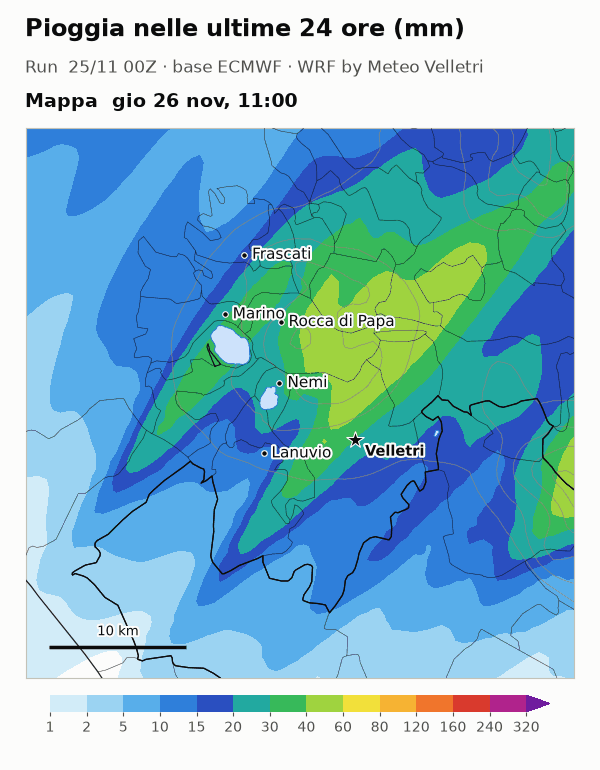 Pioggia nelle ultime 24 ore (mm)
Run  25/11 00Z · base ECMWF · WRF by Meteo Velletri
Mappa  gio 26 nov, 11:00
Frascati
Marino
Rocca di Papa
Nemi
Velletri
Lanuvio
10 km
1 2 5 10 15 20 30 40 60 80 120 160 240 320